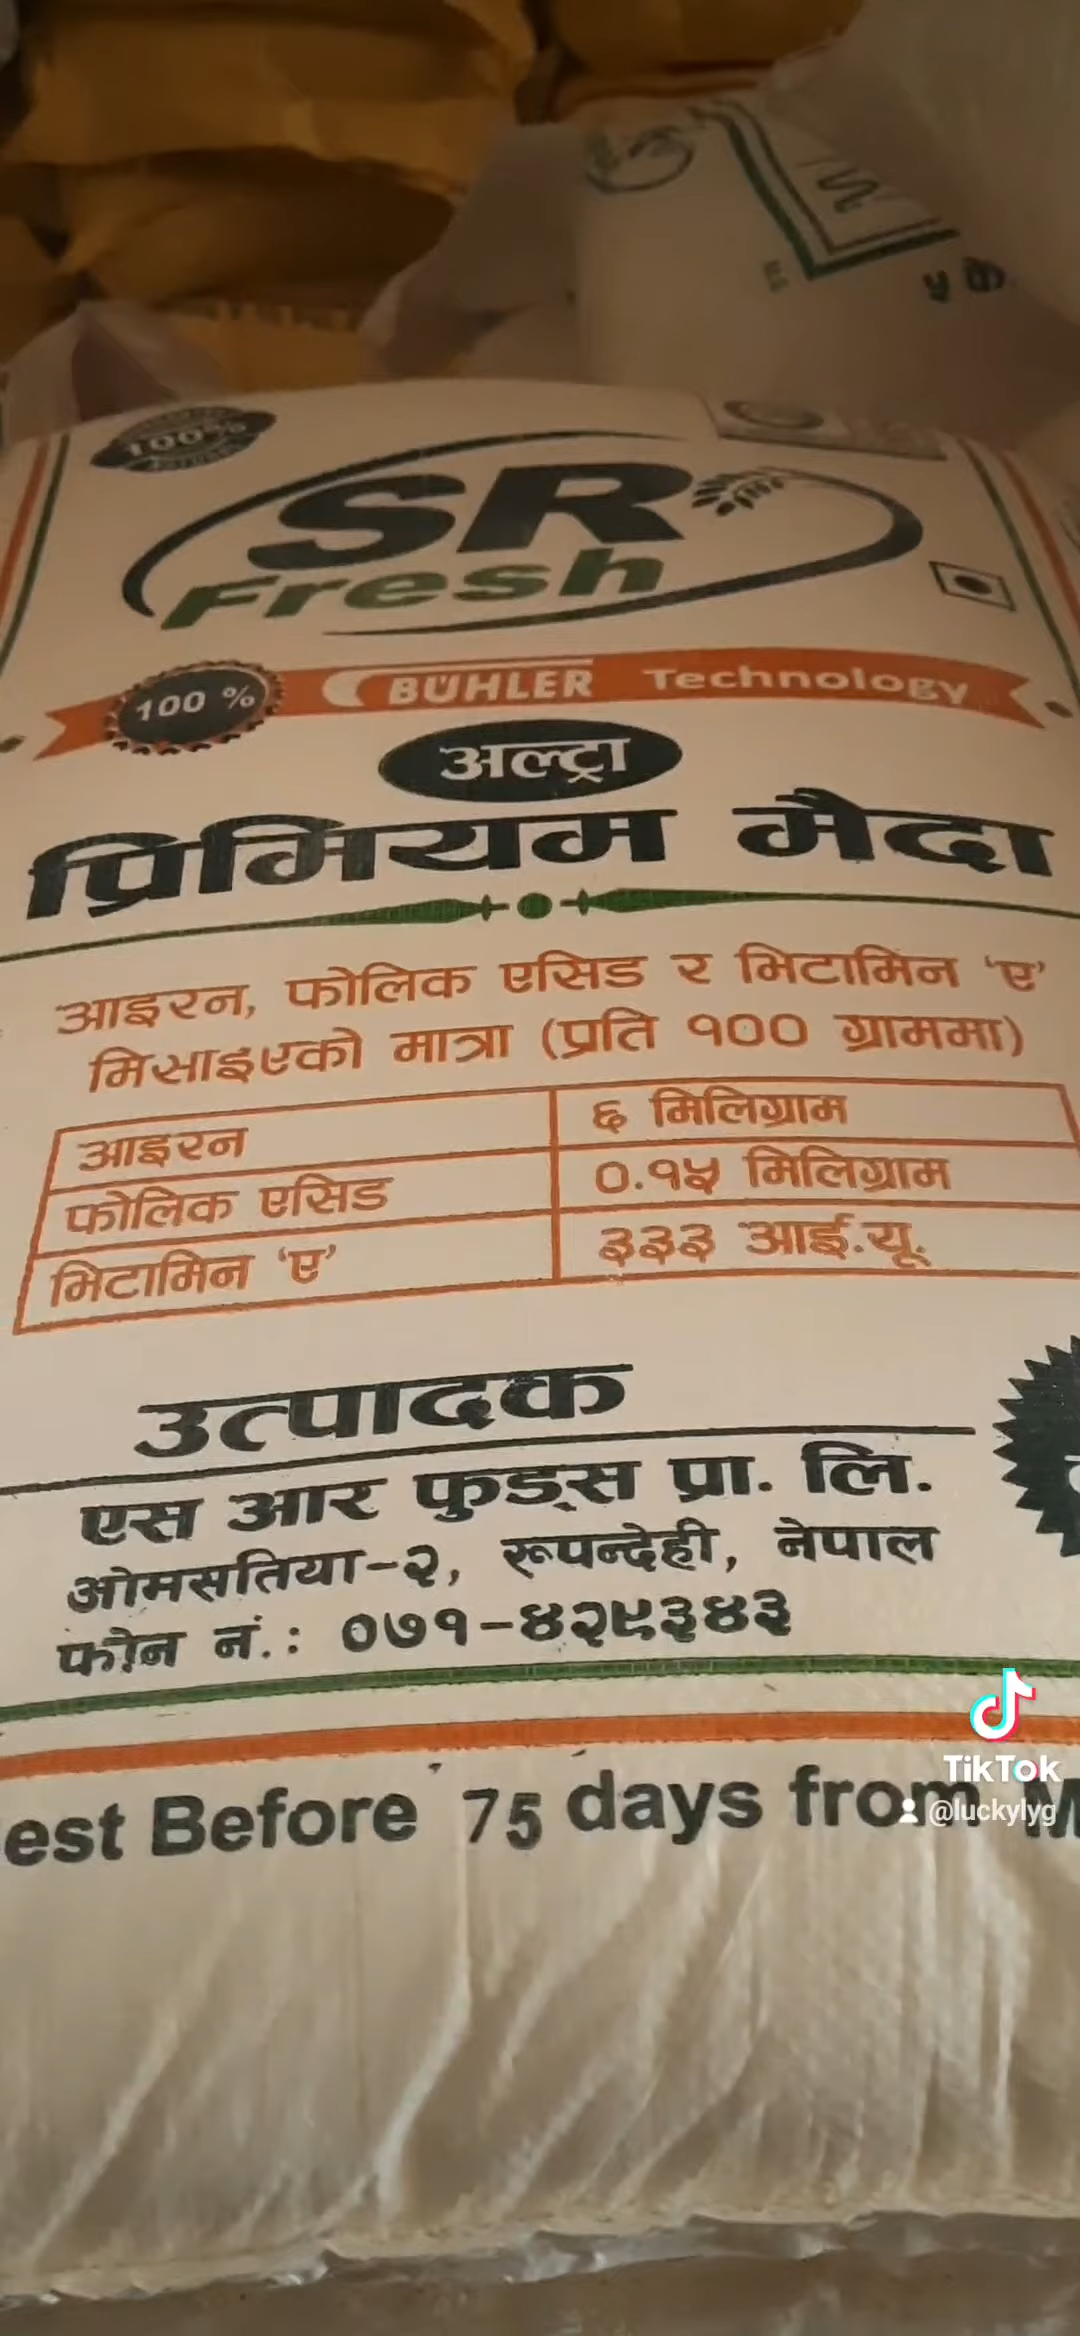 100%
SR
Fresh
100 %
BÜHLER Technology
अल्ट्रा
प्रिमियम मैदा
आइरन, फोलिक एसिड र भिटामिन 'ए'
मिसाइएको मात्रा (प्रति १०० ग्राममा)
आइरन ६ मिलिग्राम
फोलिक एसिड ०.१५ मिलिग्राम
भिटामिन 'ए' ३३३ आई.यू.
उत्पादक
एस आर फुड्स प्रा. लि.
ओमसतिया-२, रूपन्देही, नेपाल
फोन नं.: ०७१-४२९३४३
est Before 75 days from M
TikTok
@luckylyg